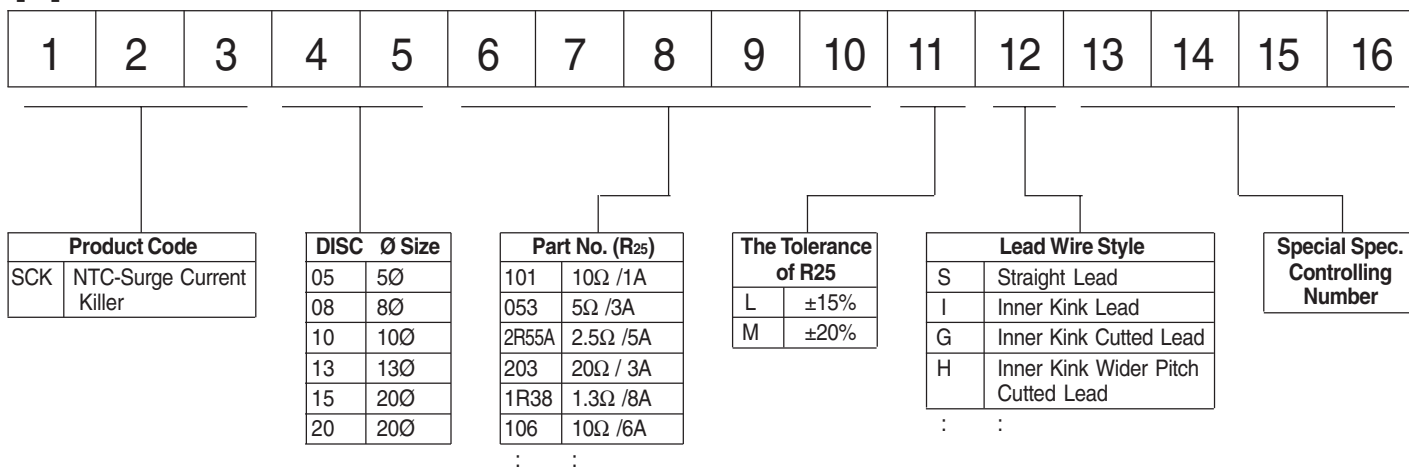 1 2 3 4 5 6 7 8 9 10 11 12 13 14 15 16
Product Code
SCK NTC-Surge Current
Killer
DISC Ø Size
05 5Ø
08 8Ø
10 10Ø
13 13Ø
15 20Ø
20 20Ø
Part No. (R25)
101 10Ω /1A
053 5Ω /3A
2R55A 2.5Ω /5A
203 20Ω / 3A
1R38 1.3Ω /8A
106 10Ω /6A
: :
The Tolerance
of R25
L ±15%
M ±20%
Lead Wire Style
S Straight Lead
I Inner Kink Lead
G Inner Kink Cutted Lead
H Inner Kink Wider Pitch
Cutted Lead
: :
Special Spec.
Controlling
Number